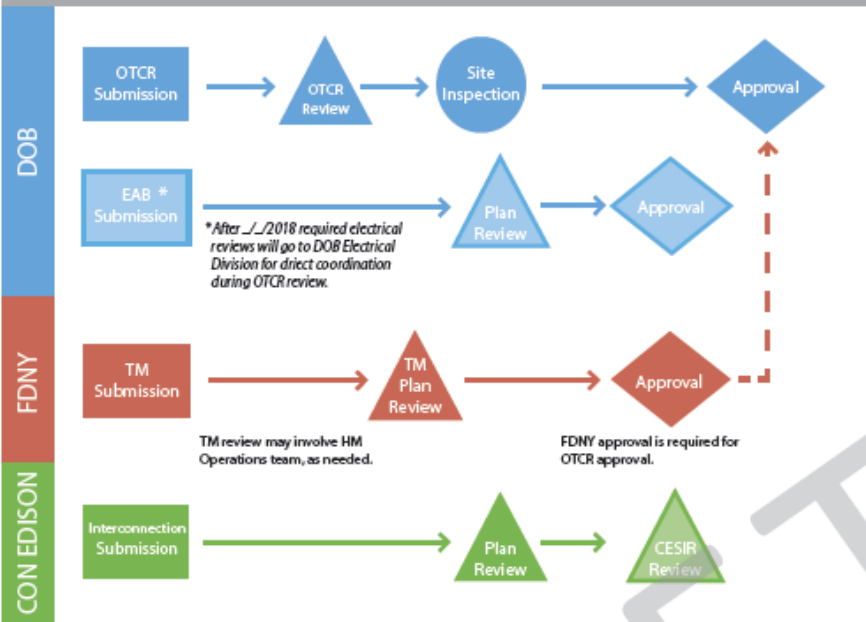 DOB
OTCR
Submission
OTCR
Review
Site
Inspection
Approval
EAB *
Submission
* After _/_/2018 required electrical
reviews will go to DOB Electrical
Division for driect coordination
during OTCR review.
Plan
Review
Approval
FDNY
TM
Submission
TM
Plan
Review
Approval
TM review may involve HM
Operations team, as needed.
FDNY approval is required for
OTCR approval.
CON EDISON
Interconnection
Submission
Plan
Review
CESIR
Review